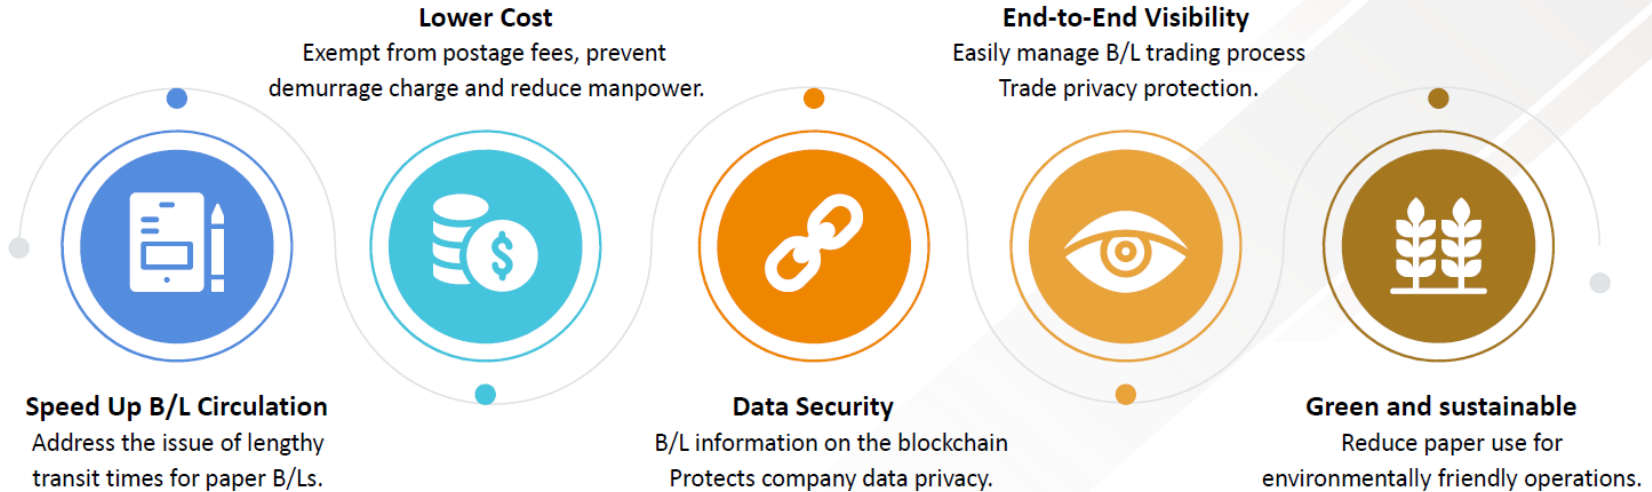 Lower Cost
Exempt from postage fees, prevent
demurrage charge and reduce manpower.
End-to-End Visibility
Easily manage B/L trading process
Trade privacy protection.
$
Speed Up B/L Circulation
Address the issue of lengthy
transit times for paper B/Ls.
Data Security
B/L information on the blockchain
Protects company data privacy.
Green and sustainable
Reduce paper use for
environmentally friendly operations.